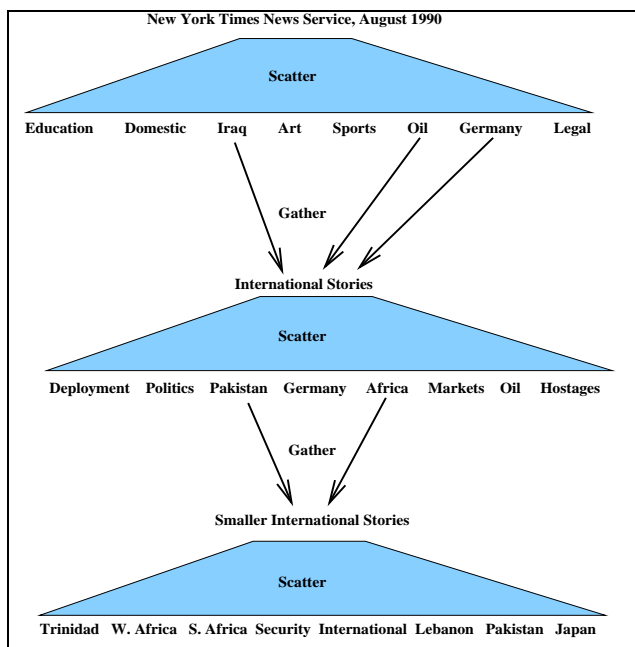 New York Times News Service, August 1990
Scatter
Education Domestic Iraq Art Sports Oil Germany Legal
Gather
International Stories
Scatter
Deployment Politics Pakistan Germany Africa Markets Oil Hostages
Gather
Smaller International Stories
Scatter
Trinidad W. Africa S. Africa Security International Lebanon Pakistan Japan